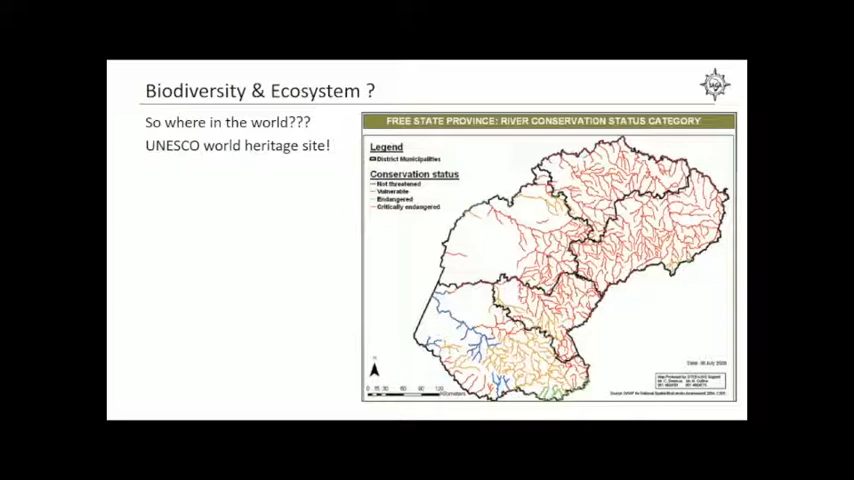 Biodiversity & Ecosystem ?
So where in the world???
UNESCO world heritage site!
FREE STATE PROVINCE: RIVER CONSERVATION STATUS CATEGORY
Legend
District Municipalities
Conservation status
Not threatened
Vulnerable
Endangered
Critically endangered
Kilometers